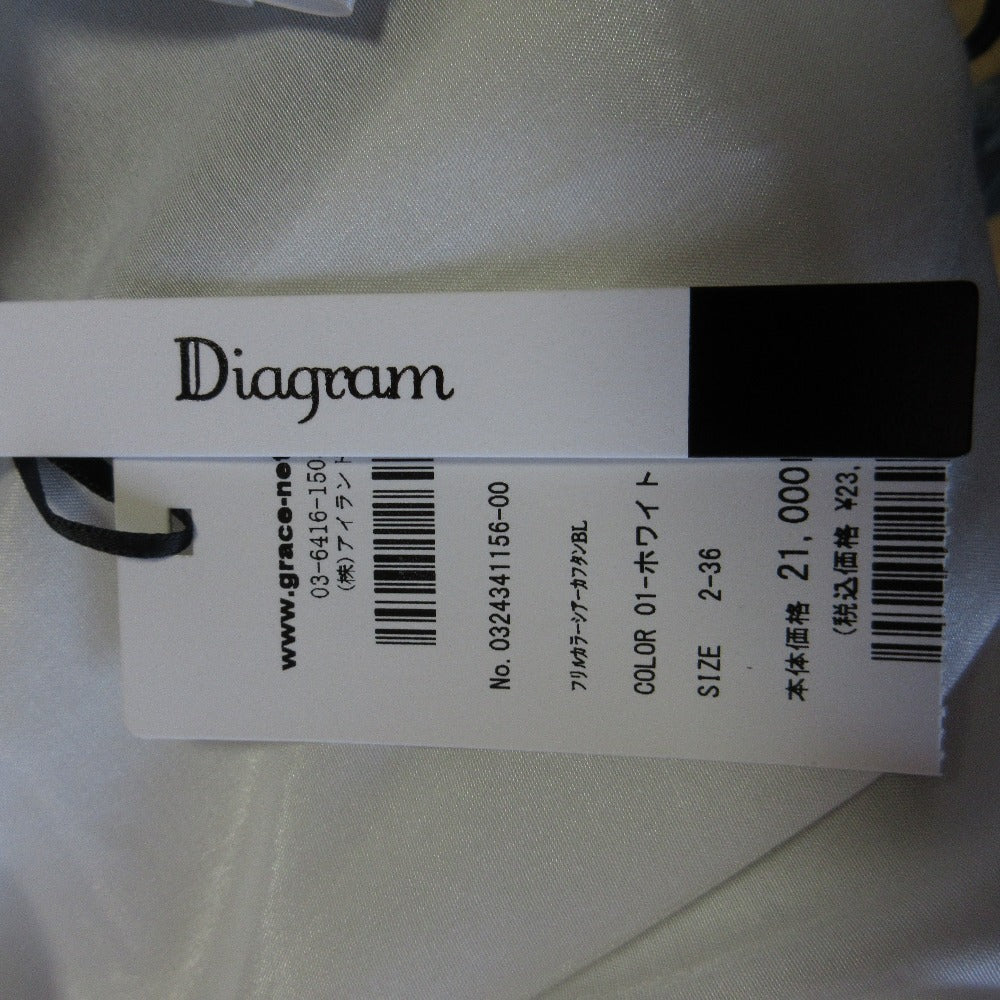 Diagram
www.grace-net
03-6416-150
(株)アイランド
No. 0324341156-00
フリルカラーシアーカフタンBL
COLOR 01-ホワイト
SIZE 2-36
本体価格 21,000
(税込価格 ¥23,